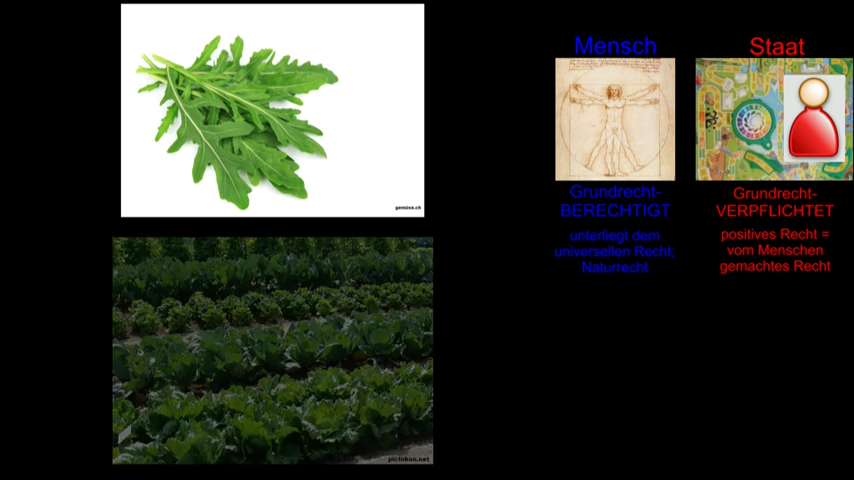 gemüse.ch
picfokan.net
Mensch
Grundrecht-
BERECHTIGT
unterliegt dem
universellen Recht;
Naturrecht
Staat
Grundrecht-
VERPFLICHTET
positives Recht =
vom Menschen
gemachtes Recht